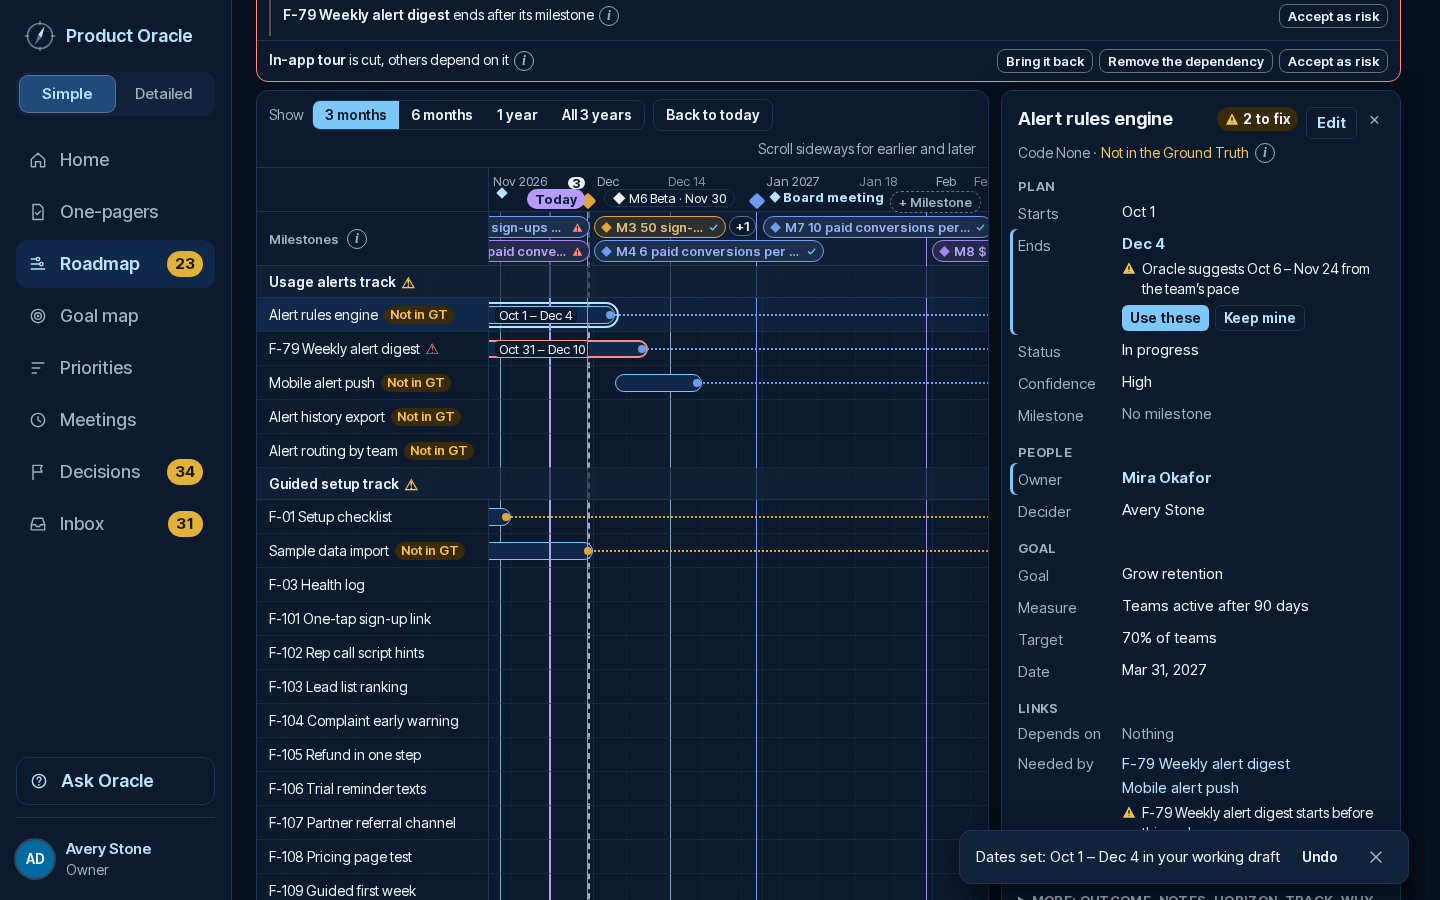 Product Oracle
Simple
Detailed
Home
One-pagers
Roadmap 23
Goal map
Priorities
Meetings
Decisions 34
Inbox 31
Ask Oracle
AD
Avery Stone
Owner
F-79 Weekly alert digest ends after its milestone i
Accept as risk
In-app tour is cut, others depend on it i
Bring it back
Remove the dependency
Accept as risk
Show
3 months
6 months
1 year
All 3 years
Back to today
Scroll sideways for earlier and later
Nov 2026
3
Dec
Dec 14
Jan 2027
Jan 18
Feb
Fe
Today
M6 Beta · Nov 30
Board meeting
+ Milestone
Milestones i
sign-ups ...
M3 50 sign-...
+1
M7 10 paid conversions per...
paid conve...
M4 6 paid conversions per ...
M8 $
Usage alerts track
Alert rules engine Not in GT
Oct 1 – Dec 4
F-79 Weekly alert digest
Oct 31 – Dec 10
Mobile alert push Not in GT
Alert history export Not in GT
Alert routing by team Not in GT
Guided setup track
F-01 Setup checklist
Sample data import Not in GT
F-03 Health log
F-101 One-tap sign-up link
F-102 Rep call script hints
F-103 Lead list ranking
F-104 Complaint early warning
F-105 Refund in one step
F-106 Trial reminder texts
F-107 Partner referral channel
F-108 Pricing page test
F-109 Guided first week
Alert rules engine
2 to fix
Edit
Code None · Not in the Ground Truth i
PLAN
Starts Oct 1
Ends Dec 4
Oracle suggests Oct 6 – Nov 24 from
the team's pace
Use these
Keep mine
Status In progress
Confidence High
Milestone No milestone
PEOPLE
Owner Mira Okafor
Decider Avery Stone
GOAL
Goal Grow retention
Measure Teams active after 90 days
Target 70% of teams
Date Mar 31, 2027
LINKS
Depends on Nothing
Needed by F-79 Weekly alert digest
Mobile alert push
F-79 Weekly alert digest starts before
Dates set: Oct 1 – Dec 4 in your working draft
Undo